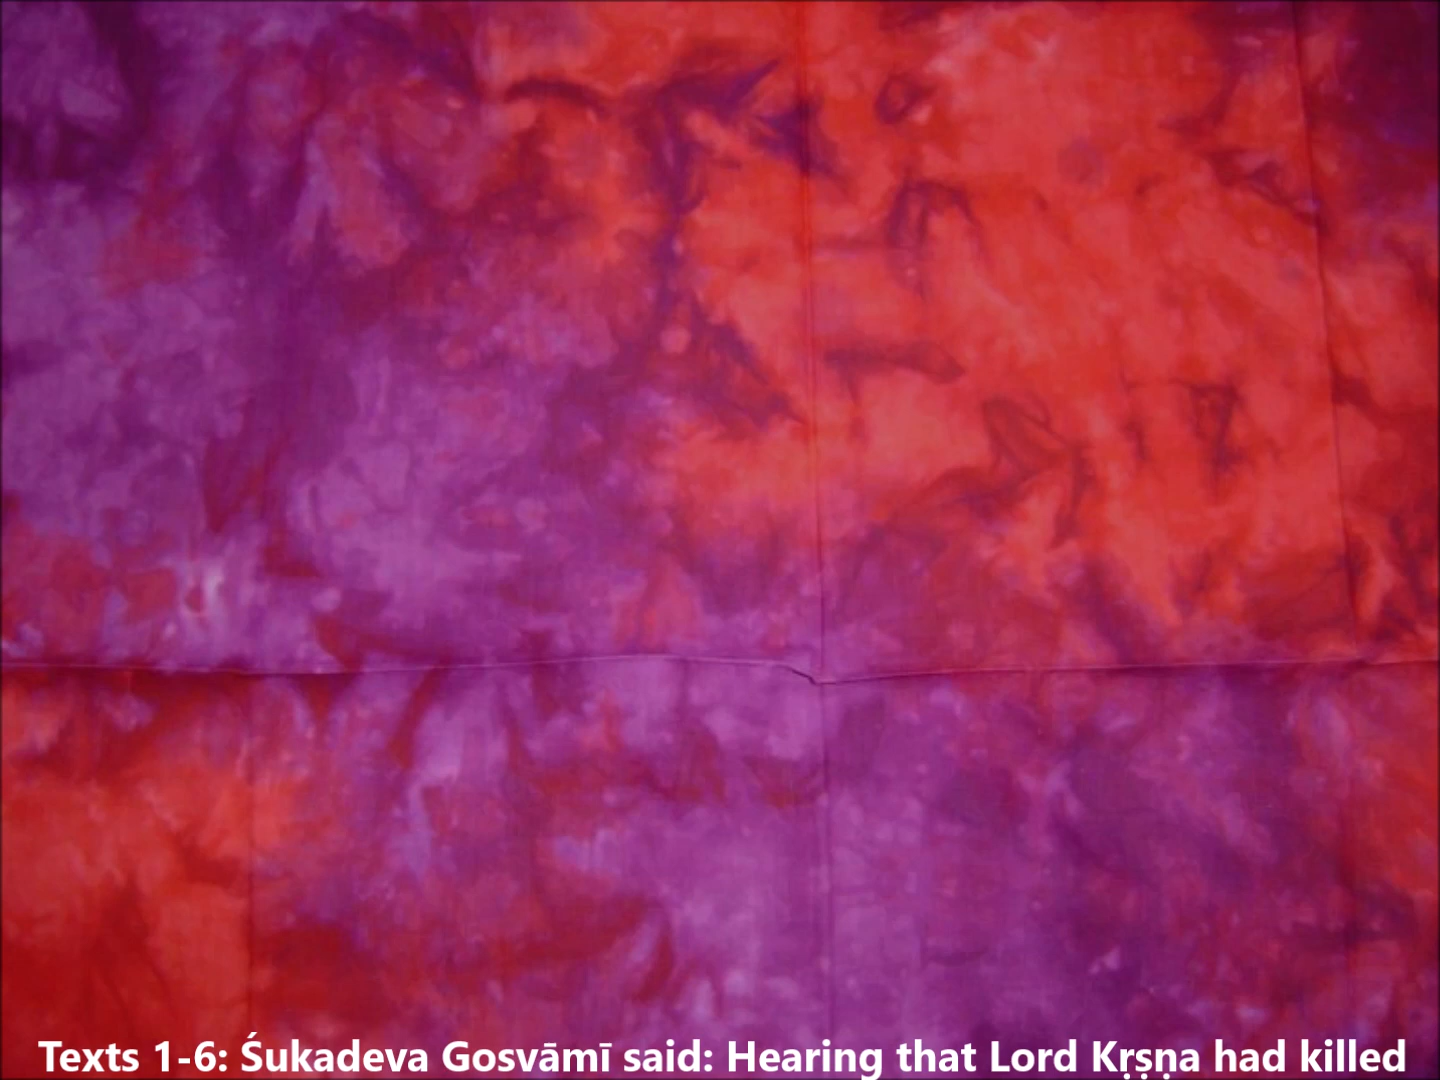 Texts 1-6: Śukadeva Gosvāmī said: Hearing that Lord Kṛṣṇa had killed